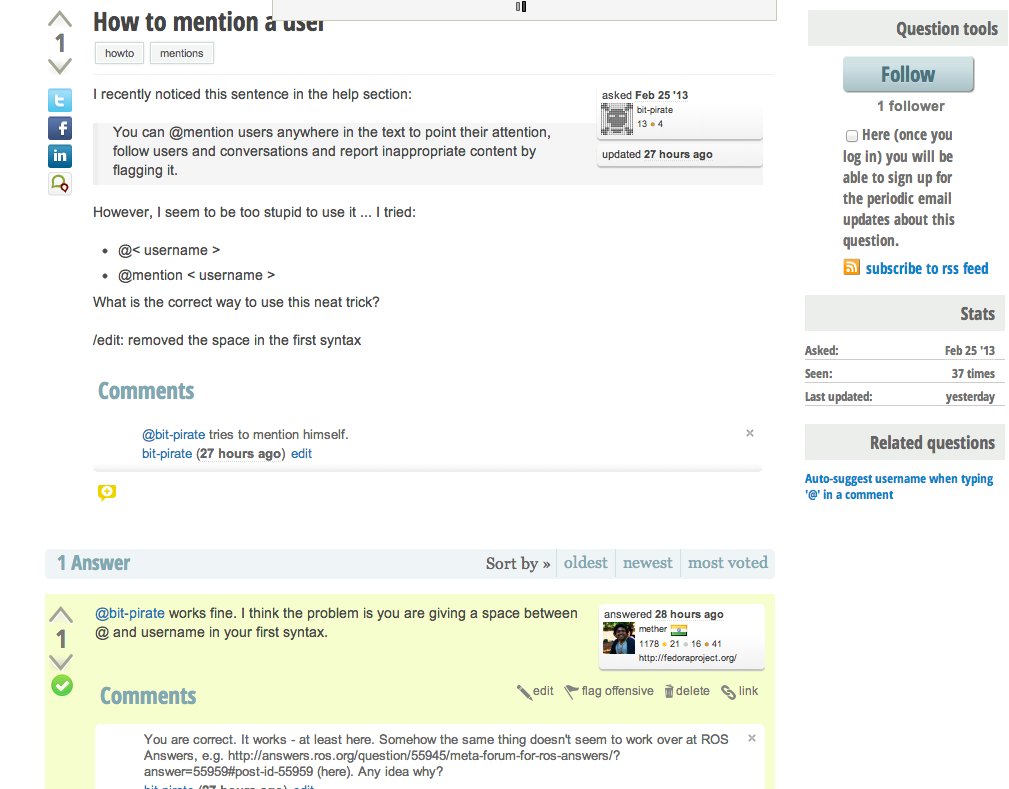 How to mention a user
1
howto mentions
I recently noticed this sentence in the help section:
asked Feb 25 '13
bit-pirate
13 ● 4
updated 27 hours ago
You can @mention users anywhere in the text to point their attention,
follow users and conversations and report inappropriate content by
flagging it.
However, I seem to be too stupid to use it ... I tried:
• @< username >
• @mention < username >
What is the correct way to use this neat trick?
/edit: removed the space in the first syntax
Comments
@bit-pirate tries to mention himself.
bit-pirate (27 hours ago) edit
1 Answer
Sort by » oldest newest most voted
1
@bit-pirate works fine. I think the problem is you are giving a space between
@ and username in your first syntax.
answered 28 hours ago
mether
1178 ● 21 ● 16 ● 41
http://fedoraproject.org/
edit flag offensive delete link
Comments
You are correct. It works - at least here. Somehow the same thing doesn't seem to work over at ROS
Answers, e.g. http://answers.ros.org/question/55945/meta-forum-for-ros-answers/?
answer=55959#post-id-55959 (here). Any idea why?
bit-pirate (27 hours ago) edit
Question tools
Follow
1 follower
Here (once you
log in) you will be
able to sign up for
the periodic email
updates about this
question.
subscribe to rss feed
Stats
Asked: Feb 25 '13
Seen: 37 times
Last updated: yesterday
Related questions
Auto-suggest username when typing
'@' in a comment